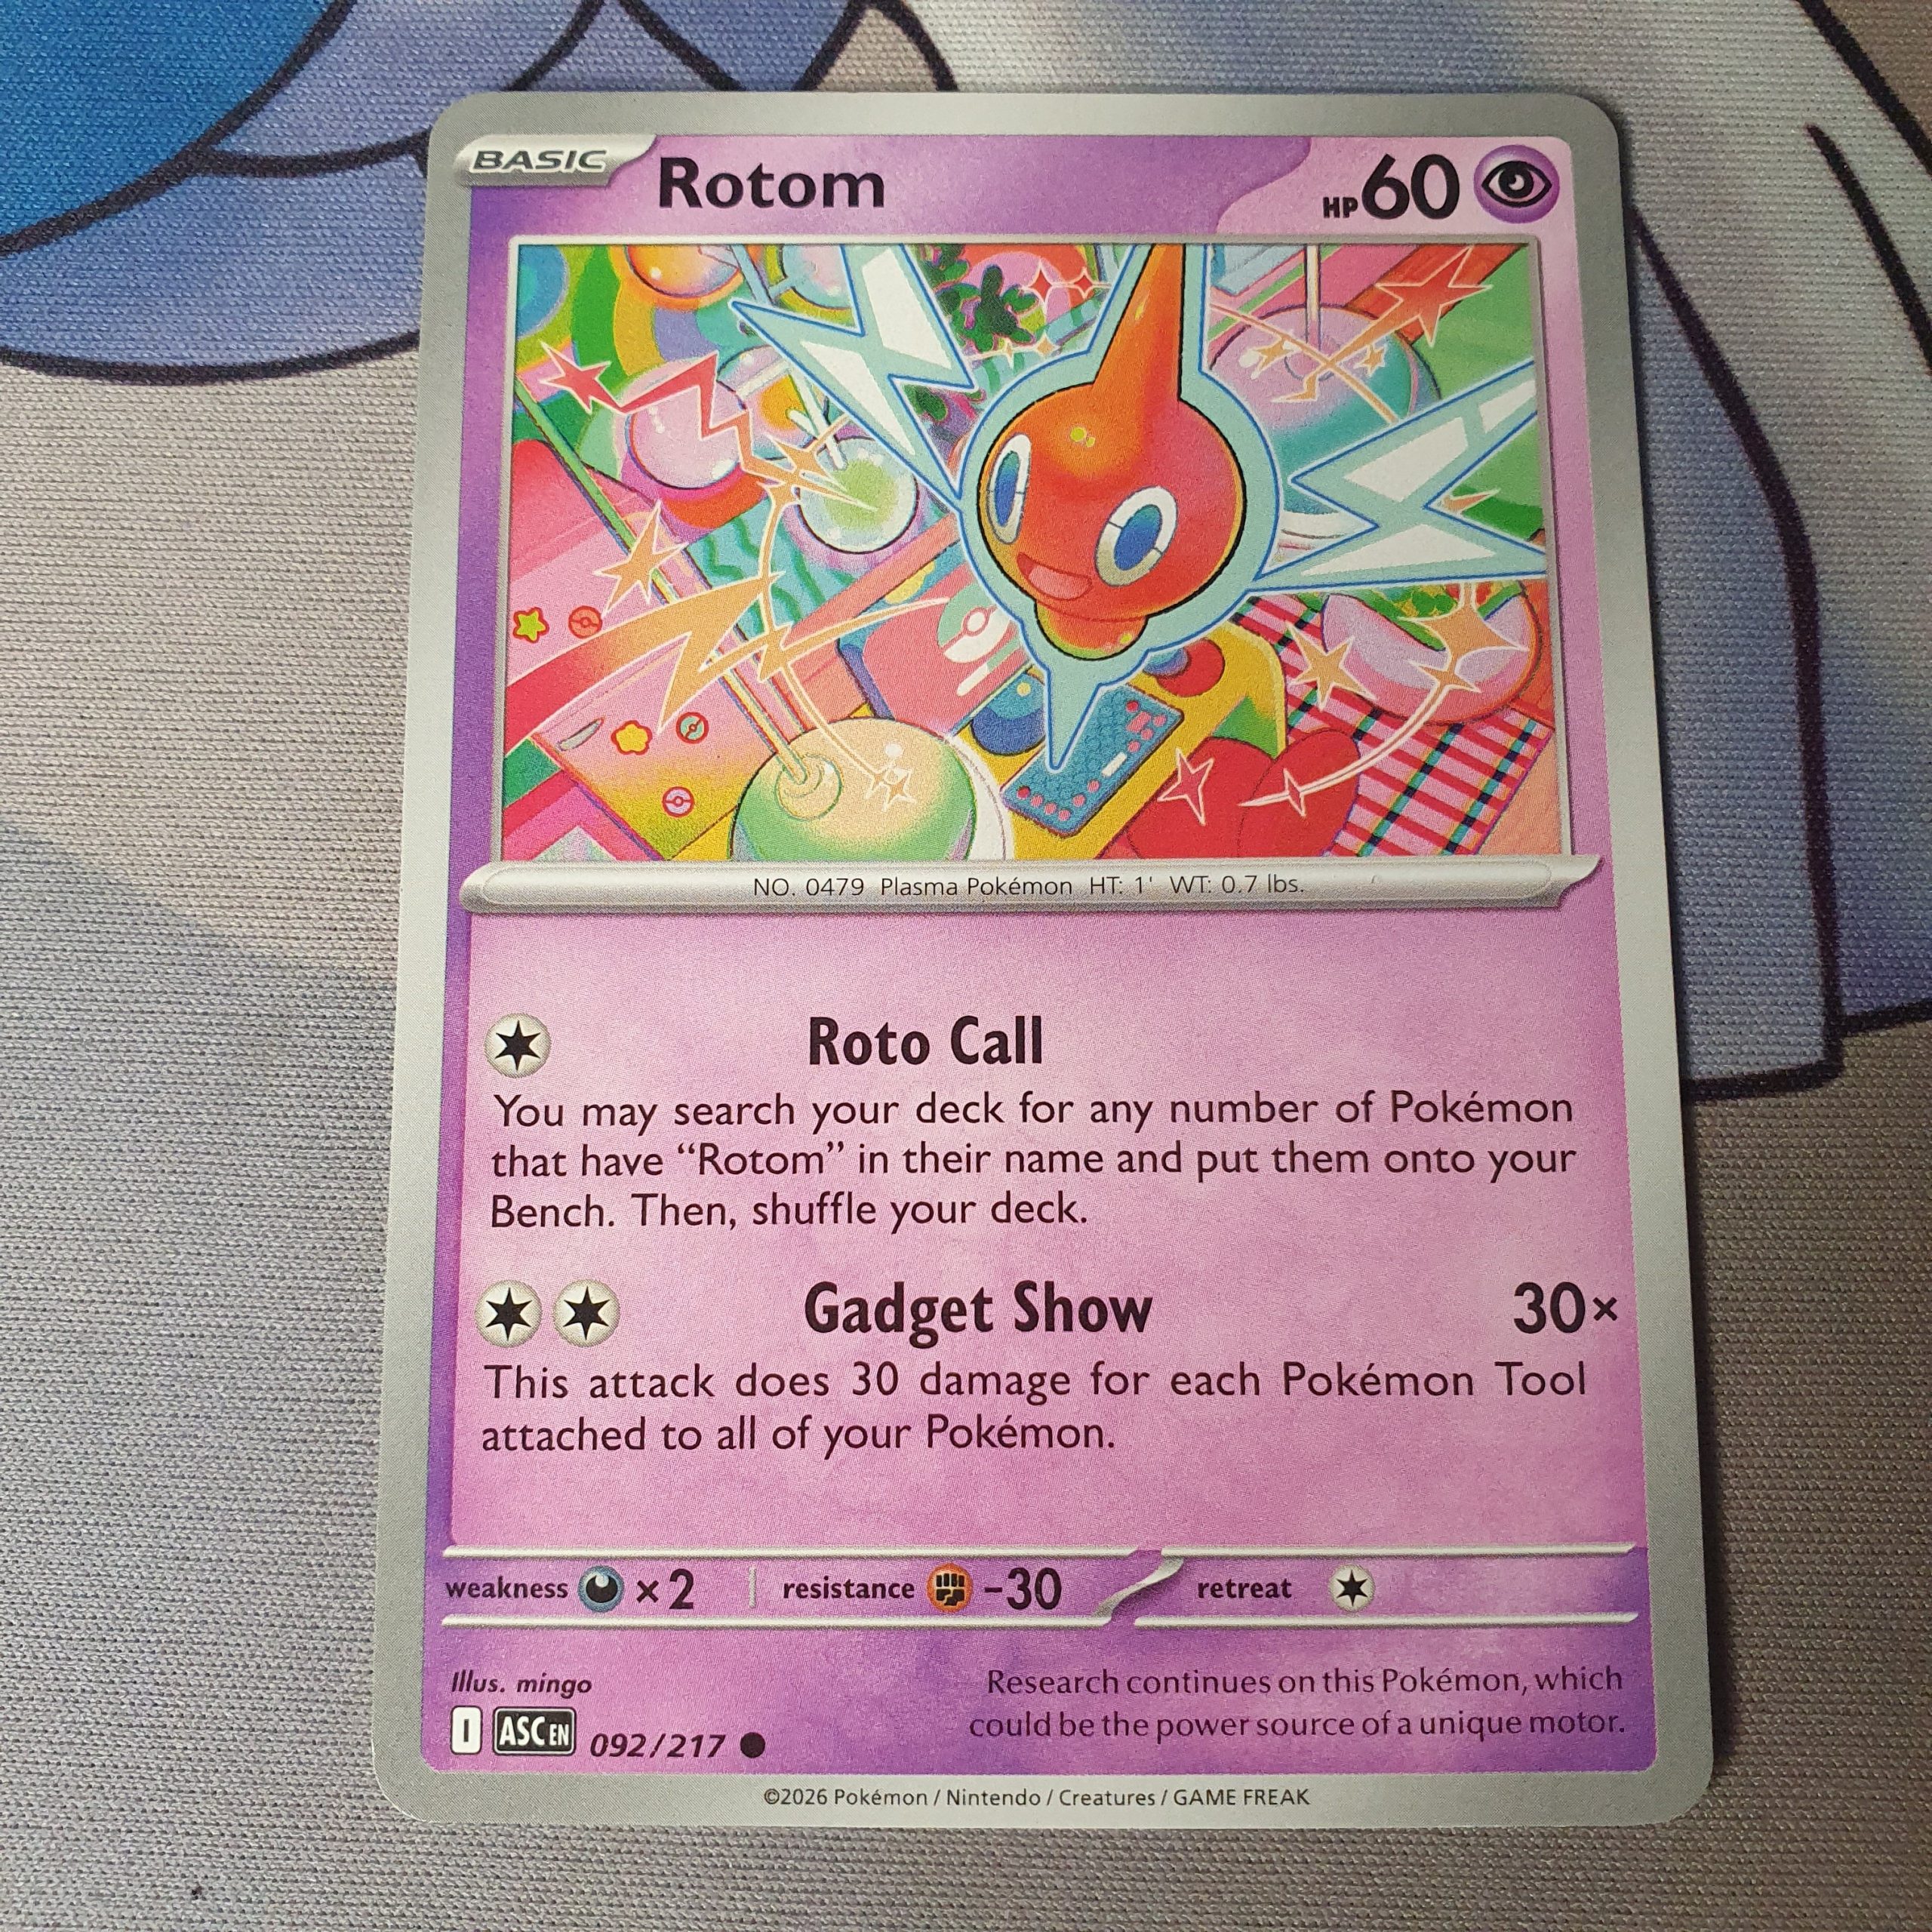 BASIC
Rotom
HP60
NO. 0479 Plasma Pokémon HT: 1' WT: 0.7 lbs.
Roto Call
You may search your deck for any number of Pokémon
that have “Rotom” in their name and put them onto your
Bench. Then, shuffle your deck.
Gadget Show 30×
This attack does 30 damage for each Pokémon Tool
attached to all of your Pokémon.
weakness ×2 resistance -30 retreat
Illus. mingo
I ASC EN 092/217
Research continues on this Pokémon, which
could be the power source of a unique motor.
©2026 Pokémon / Nintendo / Creatures / GAME FREAK